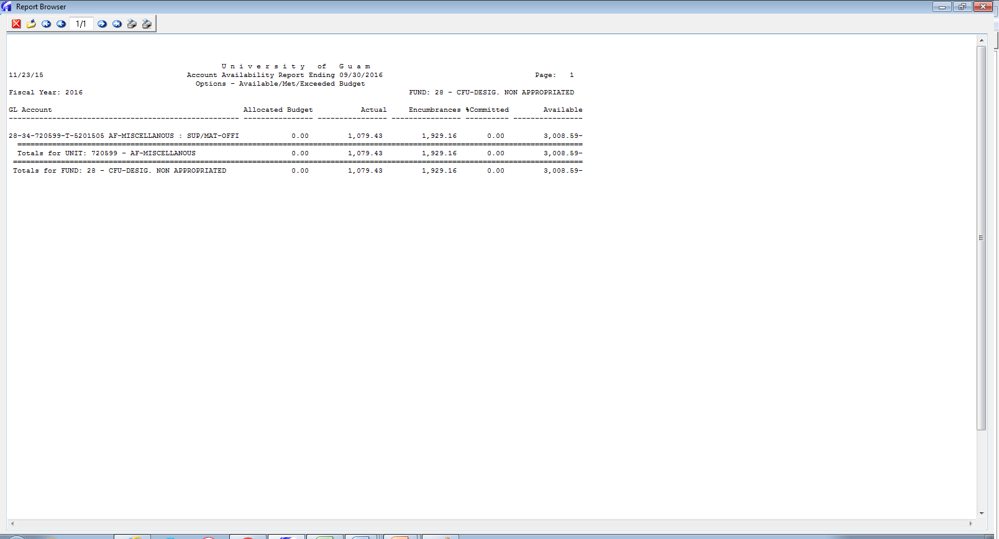 Report Browser
1/1
U n i v e r s i t y   o f   G u a m
11/23/15 Account Availability Report Ending 09/30/2016 Page: 1
Options - Available/Met/Exceeded Budget
Fiscal Year: 2016 FUND: 28 - CFU-DESIG. NON APPROPRIATED
GL Account Allocated Budget Actual Encumbrances %Committed Available
28-34-720599-T-5201505 AF-MISCELLANOUS : SUP/MAT-OFFI 0.00 1,079.43 1,929.16 0.00 3,008.59-
Totals for UNIT: 720599 - AF-MISCELLANOUS 0.00 1,079.43 1,929.16 0.00 3,008.59-
Totals for FUND: 28 - CFU-DESIG. NON APPROPRIATED 0.00 1,079.43 1,929.16 0.00 3,008.59-